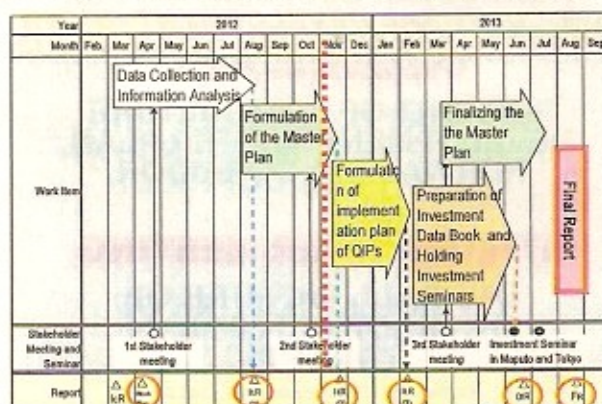 Year 2012 2013
Month Feb Mar Apr May Jun Jul Aug Sep Oct Nov Dec Jan Feb Mar Apr May Jun Jul Aug Sep
Data Collection and
Information Analysis
Formulation
of the Master
Plan
Finalizing the
the Master
Plan
Formulatio
n of
implement
ation plan
of QIPs
Preparation of
Investment
Data Book and
Holding
Investment
Seminars
Final Report
Work Item
Stakeholder
Meeting and
Seminar
1st Stakeholder
meeting
2nd Stakeholder
meeting
3rd Stakeholder
meeting
Investment Seminar
in Maputo and Tokyo
Report